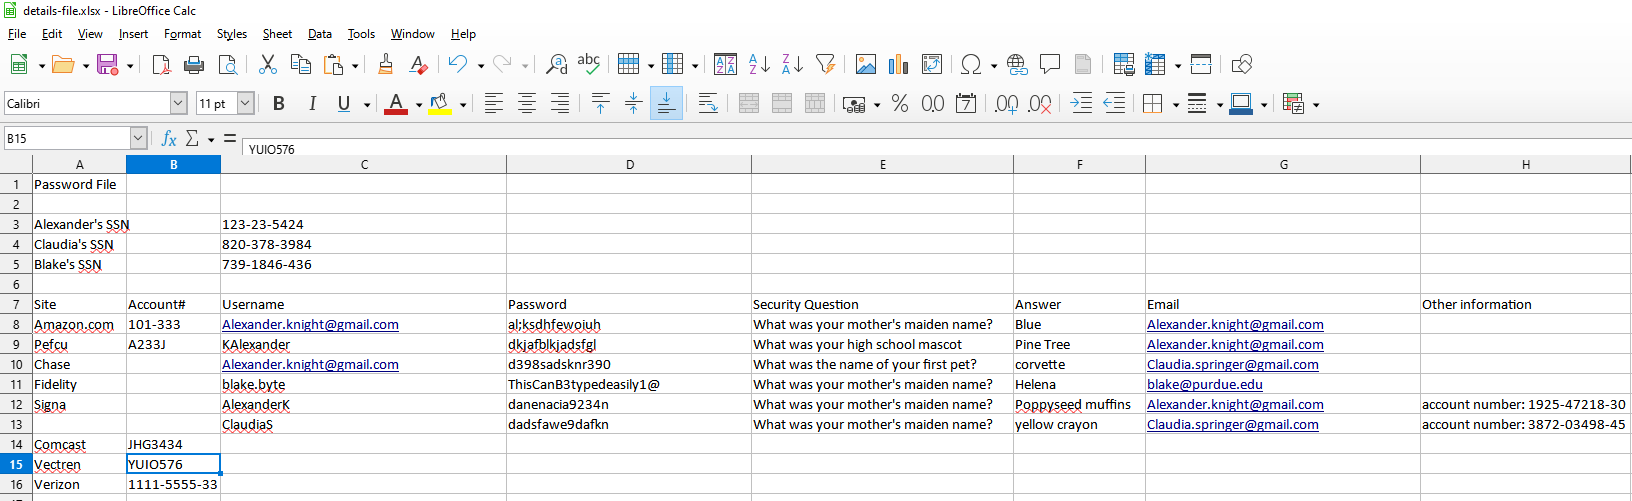 details-file.xlsx - LibreOffice Calc
File Edit View Insert Format Styles Sheet Data Tools Window Help
Calibri 11 pt B I U A % 0.0 7 .00 .00
B15 fx Σ = YUIO576
A B C D E F G H
1 Password File
2
3 Alexander's SSN 123-23-5424
4 Claudia's SSN 820-378-3984
5 Blake's SSN 739-1846-436
6
7 Site Account# Username Password Security Question Answer Email Other information
8 Amazon.com 101-333 Alexander.knight@gmail.com al;ksdhfewoiuh What was your mother's maiden name? Blue Alexander.knight@gmail.com
9 Pefcu A233J KAlexander dkjafblkjadsfgl What was your high school mascot Pine Tree Alexander.knight@gmail.com
10 Chase Alexander.knight@gmail.com d398sadsknr390 What was the name of your first pet? corvette Claudia.springer@gmail.com
11 Fidelity blake.byte ThisCanB3typedeasily1@ What was your mother's maiden name? Helena blake@purdue.edu
12 Signa AlexanderK danenacia9234n What was your mother's maiden name? Poppyseed muffins Alexander.knight@gmail.com account number: 1925-47218-30
13 ClaudiaS dadsfawe9dafkn What was your mother's maiden name? yellow crayon Claudia.springer@gmail.com account number: 3872-03498-45
14 Comcast JHG3434
15 Vectren YUIO576
16 Verizon 1111-5555-33